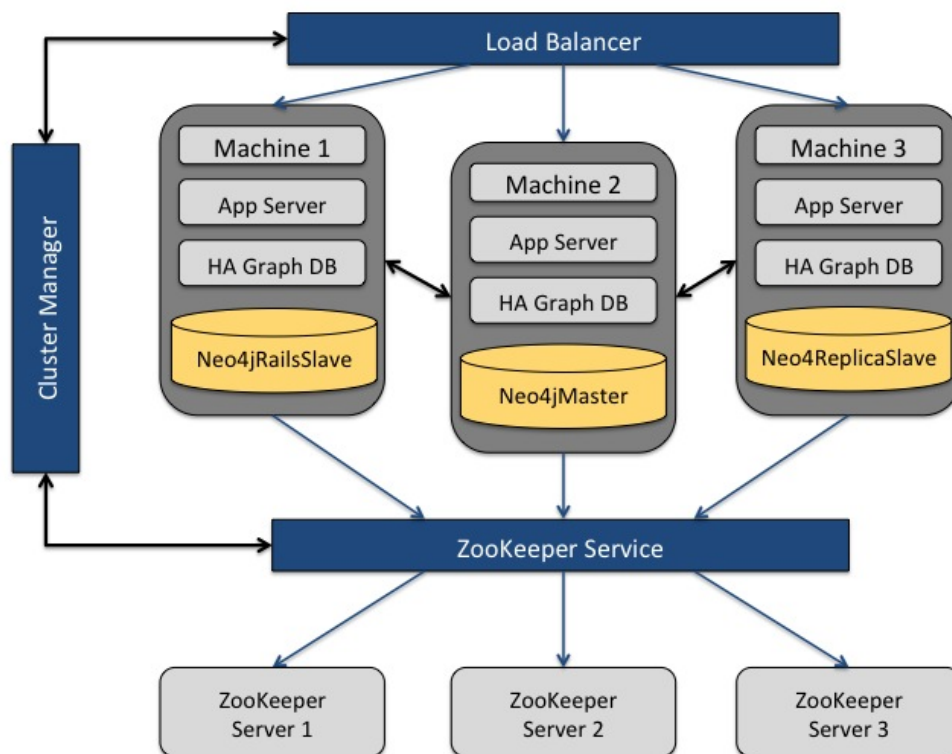 Load Balancer
Cluster Manager
Machine 1
App Server
HA Graph DB
Neo4jRailsSlave
Machine 2
App Server
HA Graph DB
Neo4jMaster
Machine 3
App Server
HA Graph DB
Neo4ReplicaSlave
ZooKeeper Service
ZooKeeper
Server 1
ZooKeeper
Server 2
ZooKeeper
Server 3